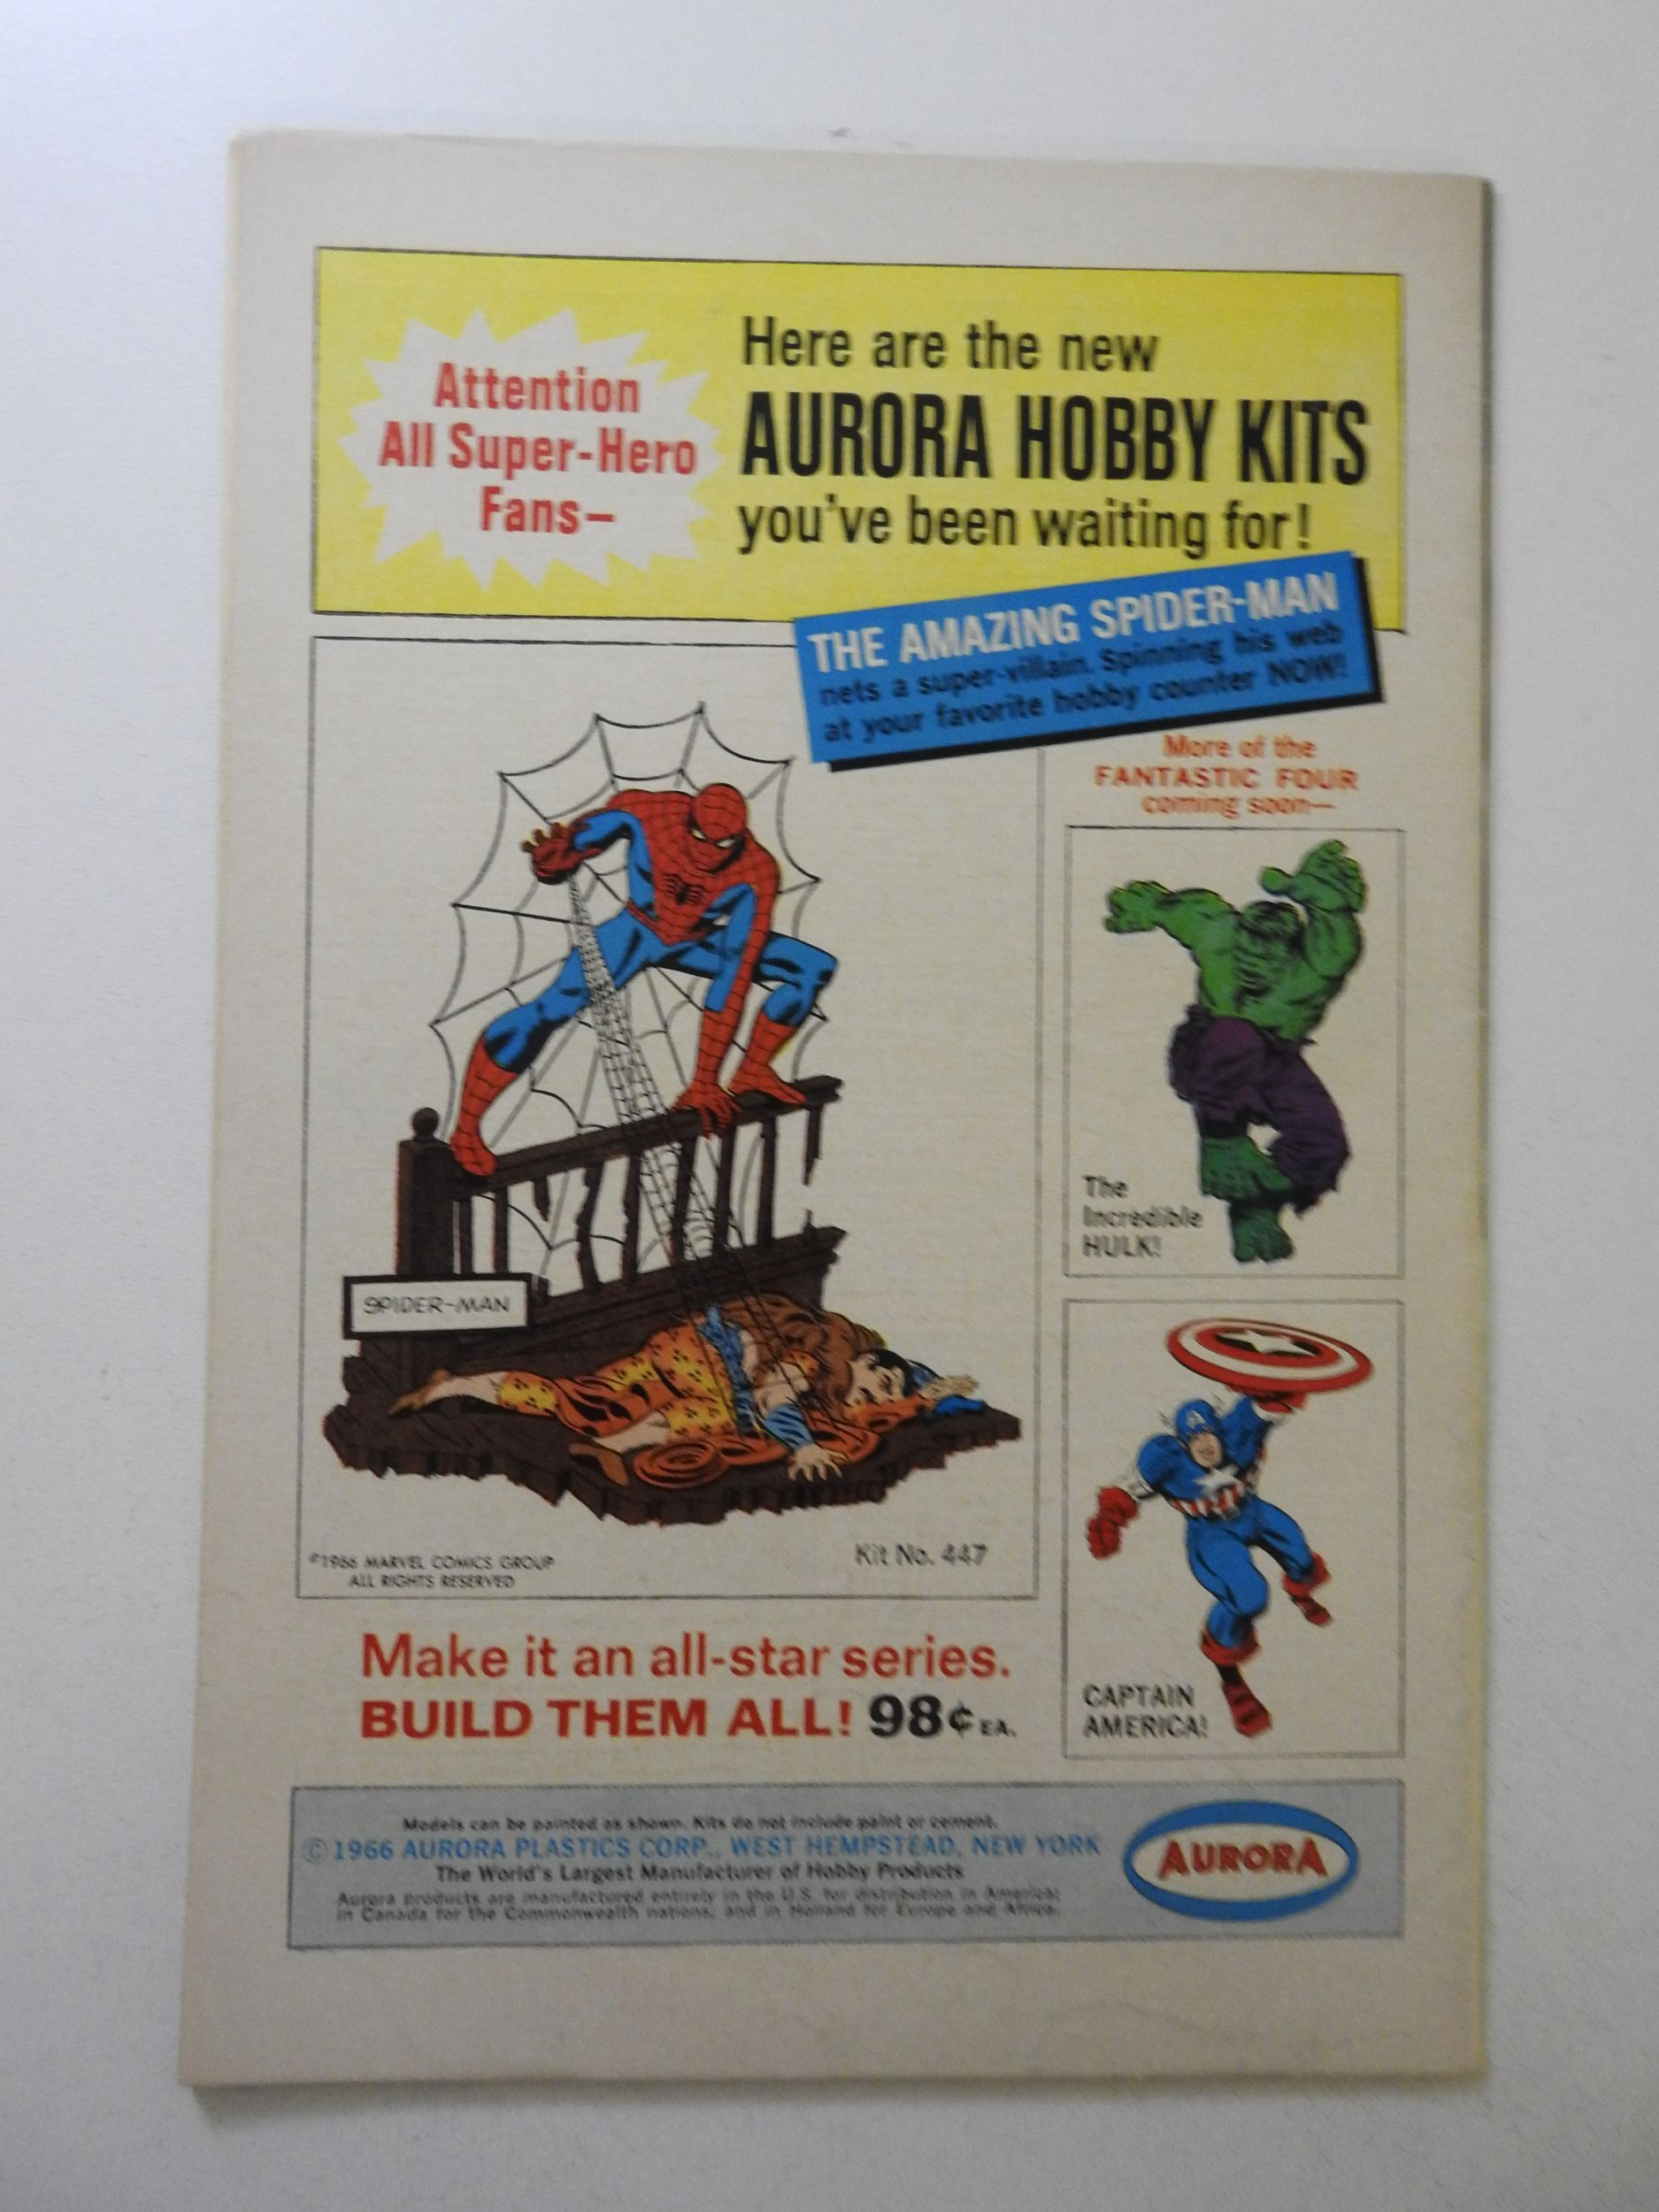 Attention
All Super-Hero
Fans—
Here are the new
AURORA HOBBY KITS
you've been waiting for!
THE AMAZING SPIDER-MAN
nets a super-villain. Spinning his web
at your favorite hobby counter NOW!
More of the
FANTASTIC FOUR
coming soon—
The
Incredible
HULK!
SPIDER-MAN
©1966 MARVEL COMICS GROUP
ALL RIGHTS RESERVED
Kit No. 447
CAPTAIN
AMERICA!
Make it an all-star series.
BUILD THEM ALL! 98¢ EA.
Models can be painted as shown. Kits do not include paint or cement.
© 1966 AURORA PLASTICS CORP., WEST HEMPSTEAD, NEW YORK
The World's Largest Manufacturer of Hobby Products
Aurora products are manufactured entirely in the U.S. for distribution in America;
in Canada for the Commonwealth nations; and in Holland for Europe and Africa.
AURORA